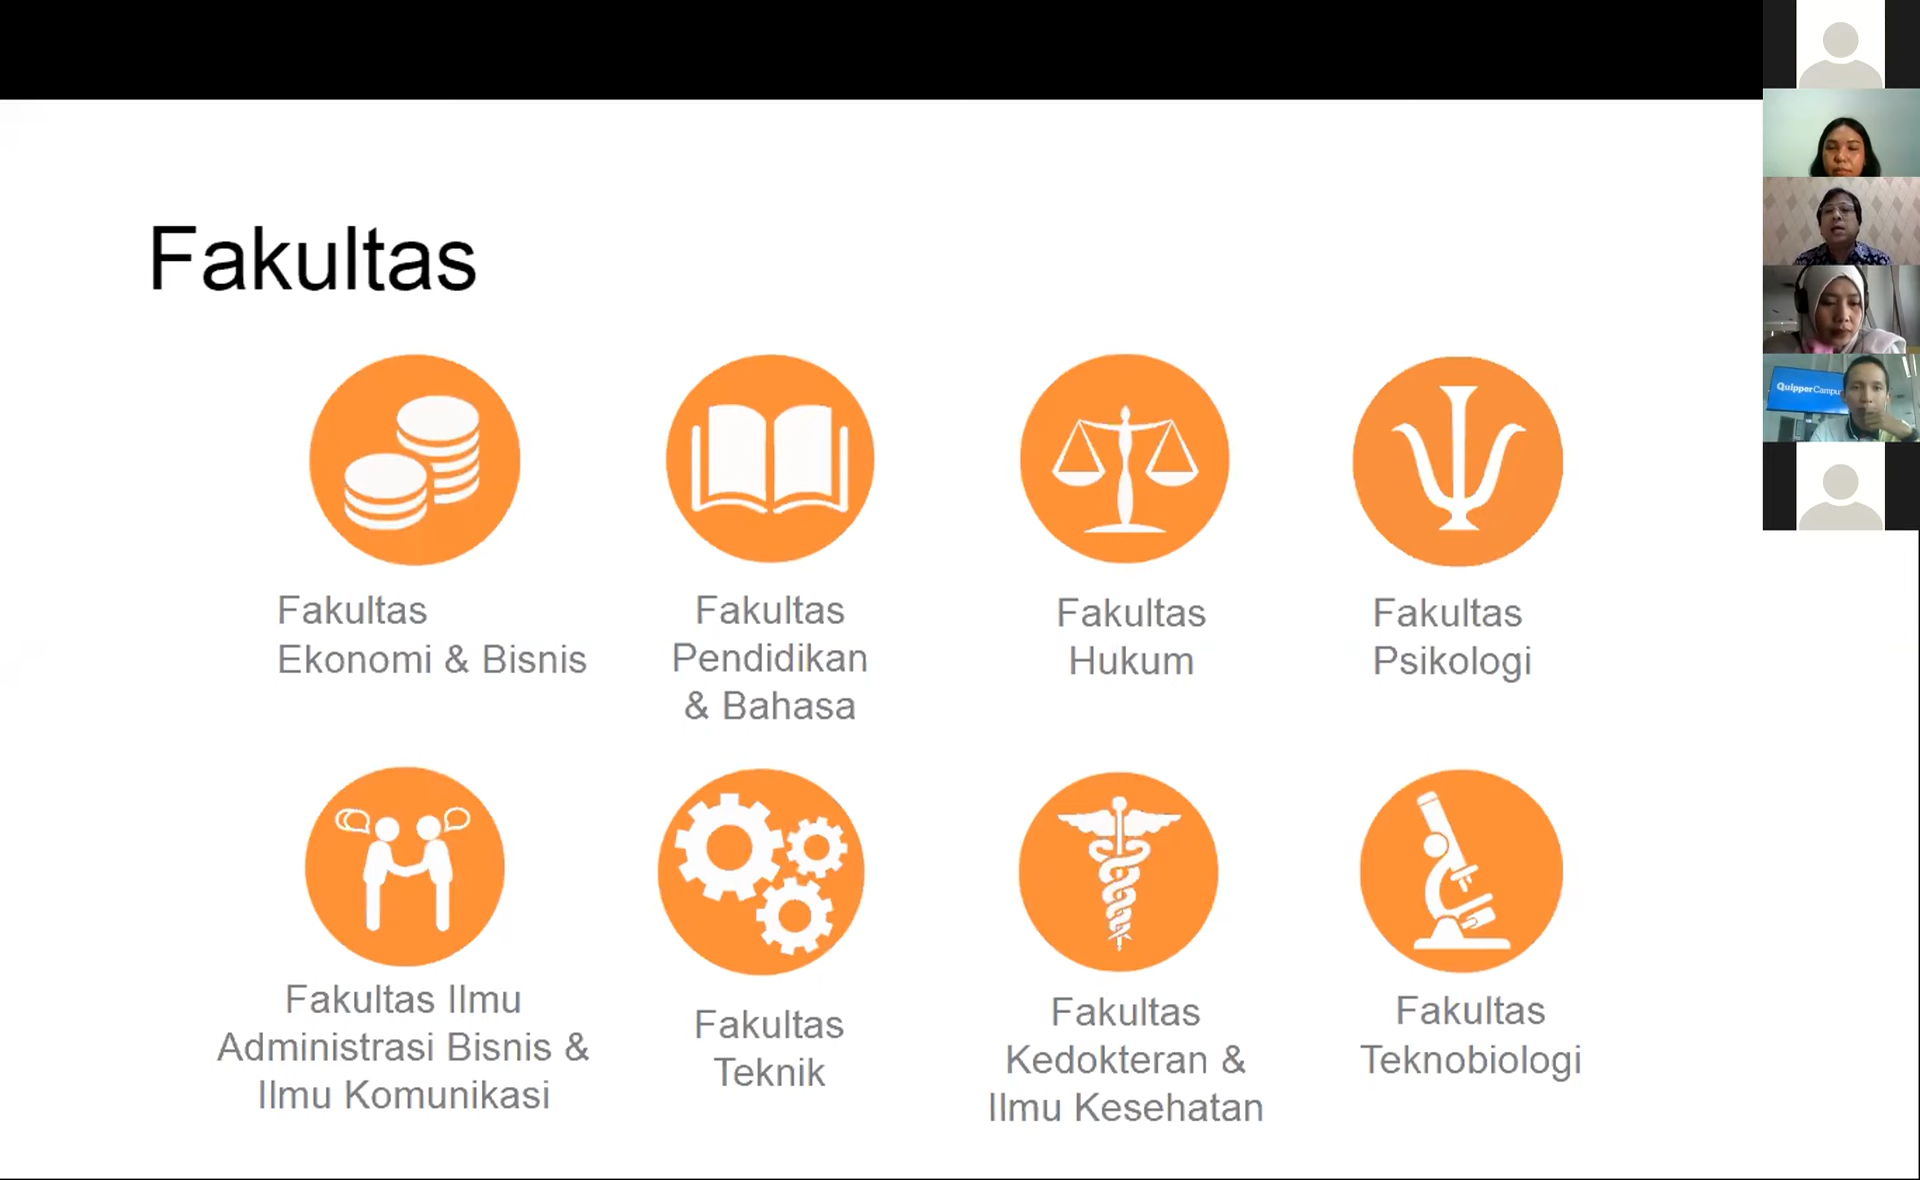 Fakultas
Fakultas
Ekonomi & Bisnis
Fakultas
Pendidikan
& Bahasa
Fakultas
Hukum
Fakultas
Psikologi
Fakultas Ilmu
Administrasi Bisnis &
Ilmu Komunikasi
Fakultas
Teknik
Fakultas
Kedokteran &
Ilmu Kesehatan
Fakultas
Teknobiologi
QuipperCampu